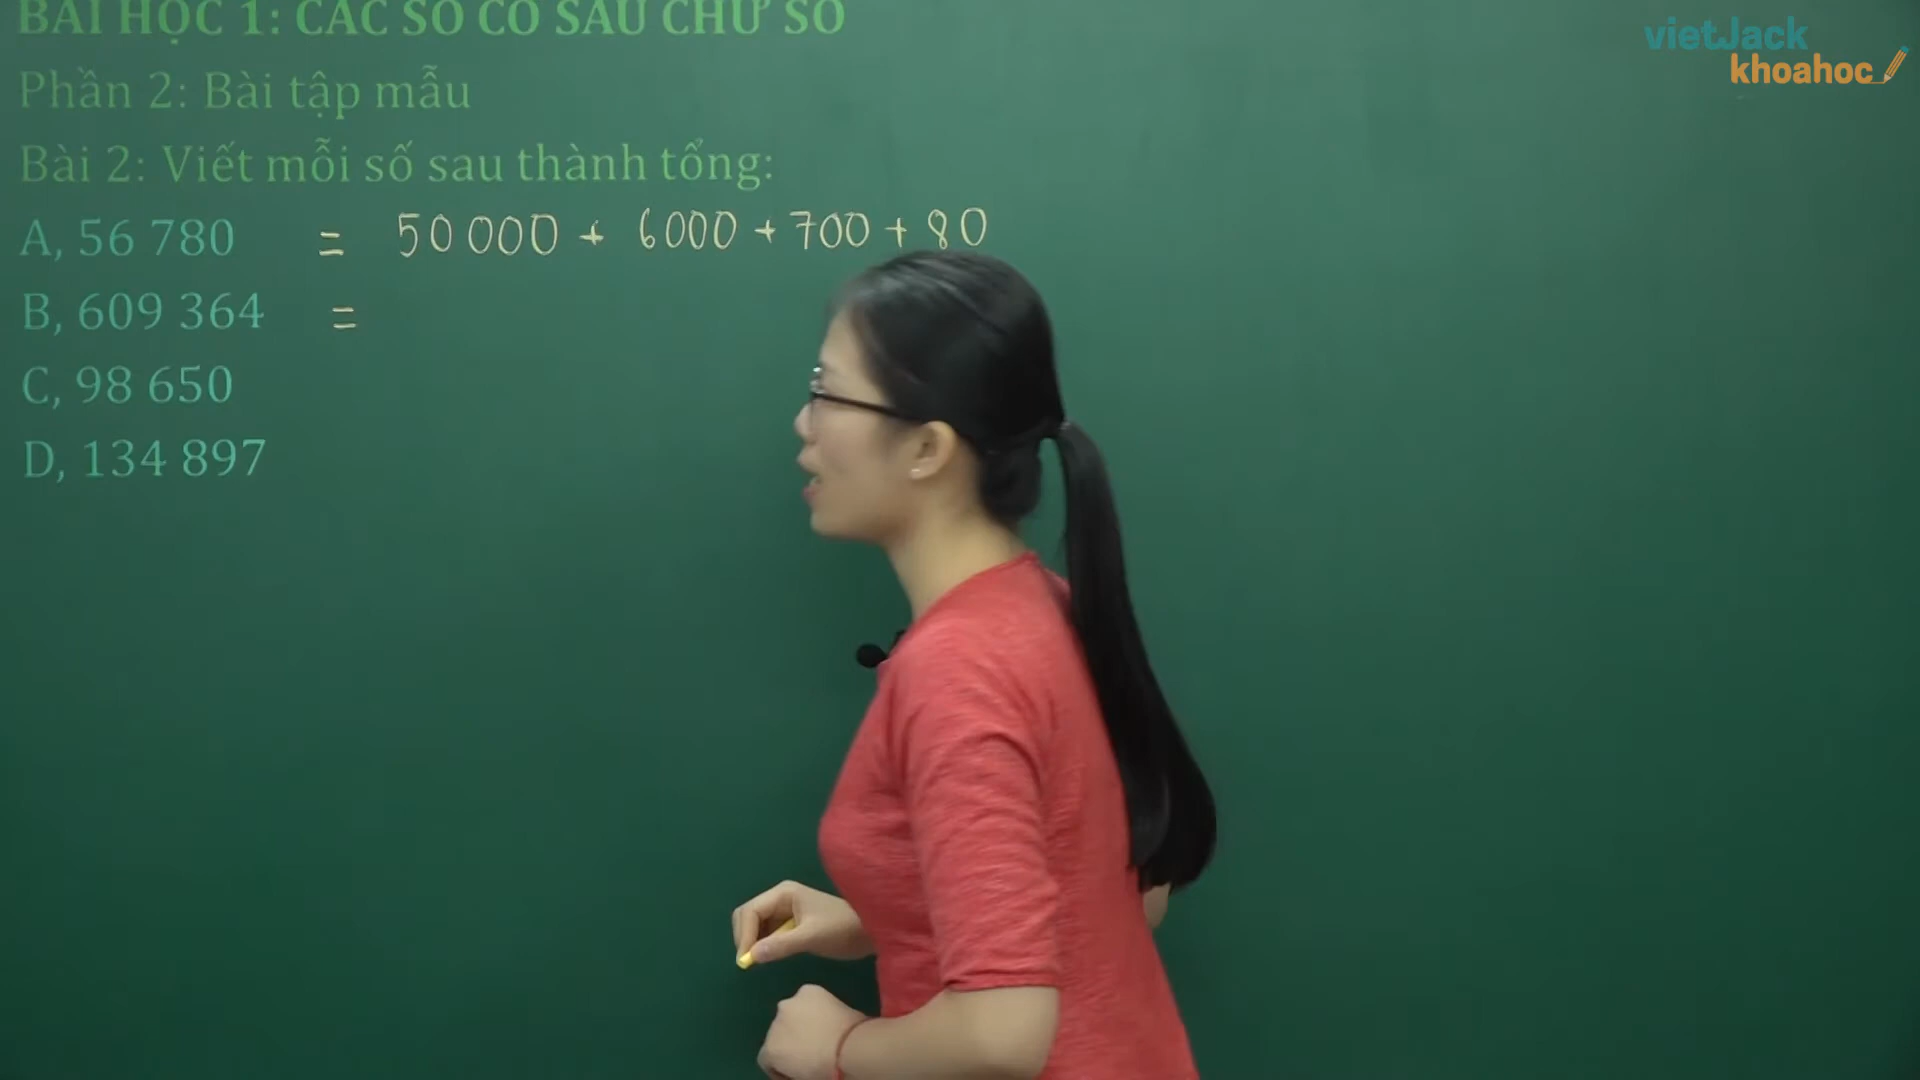 BÀI HỌC 1: CÁC SỐ CÓ SÁU CHỮ SỐ
vietJack
khoahoc
Phần 2: Bài tập mẫu
Bài 2: Viết mỗi số sau thành tổng:
A, 56 780 = 50 000 + 6000 + 700 + 80
B, 609 364 =
C, 98 650
D, 134 897